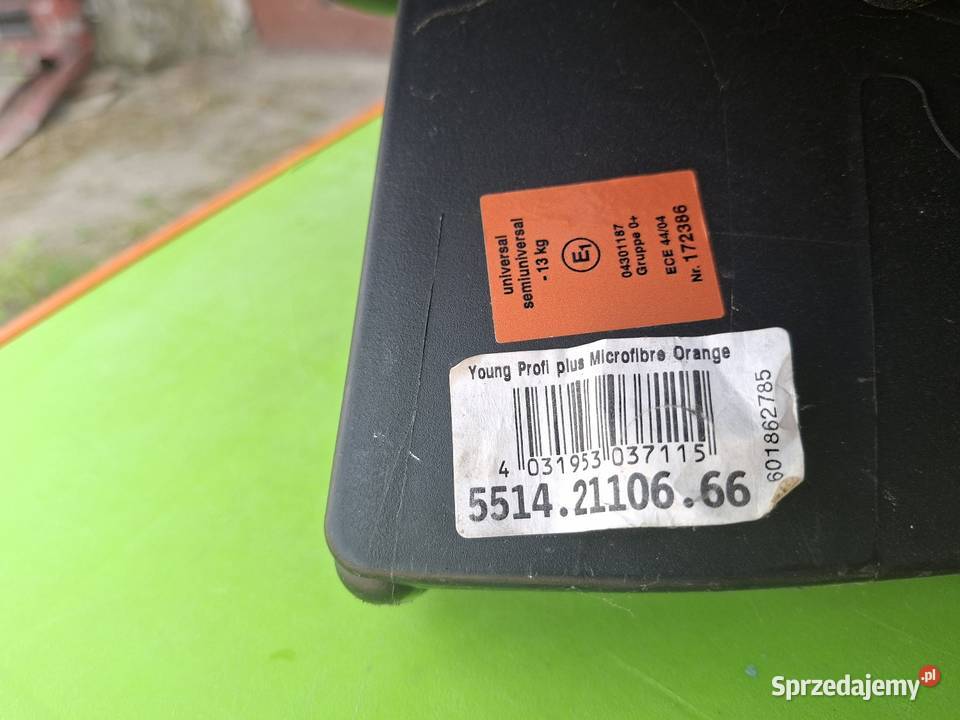 universal
semiuniversal
- 13 kg
E1
04301187
Gruppe 0+
ECE 44/04
Nr. 172386
Young Profi plus Microfibre Orange
4 031953 037115
5514.21106.66
601862785
Sprzedajemy.pl